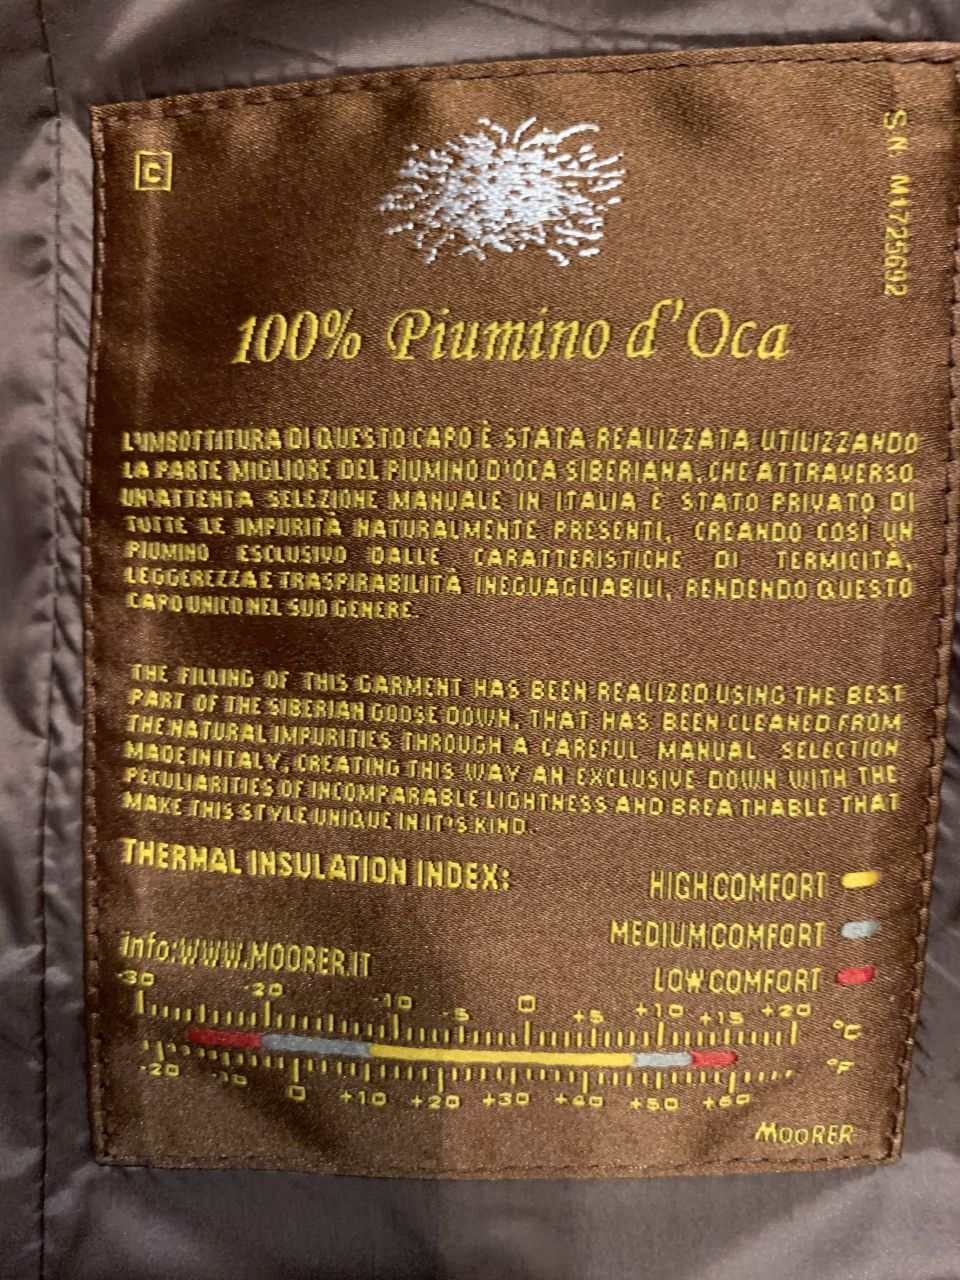 C
S.N. M1725692
100% Piumino d'Oca
L'IMBOTTITURA DI QUESTO CAPO È STATA REALIZZATA UTILIZZANDO
LA PARTE MIGLIORE DEL PIUMINO D'OCA SIBERIANA, CHE ATTRAVERSO
UN'ATTENTA SELEZIONE MANUALE IN ITALIA È STATO PRIVATO DI
TUTTE LE IMPURITÀ NATURALMENTE PRESENTI, CREANDO COSÌ UN
PIUMINO ESCLUSIVO DALLE CARATTERISTICHE DI TERMICITÀ,
LEGGEREZZA E TRASPIRABILITÀ INEGUAGLIABILI, RENDENDO QUESTO
CAPO UNICO NEL SUO GENERE.
THE FILLING OF THIS GARMENT HAS BEEN REALIZED USING THE BEST
PART OF THE SIBERIAN GOOSE DOWN, THAT HAS BEEN CLEANED FROM
THE NATURAL IMPURITIES THROUGH A CAREFUL MANUAL SELECTION
MADE IN ITALY, CREATING THIS WAY AN EXCLUSIVE DOWN WITH THE
PECULIARITIES OF INCOMPARABLE LIGHTNESS AND BREATHABLE THAT
MAKE THIS STYLE UNIQUE IN IT'S KIND.
THERMAL INSULATION INDEX:
HIGH COMFORT
MEDIUM COMFORT
LOW COMFORT
info:WWW.MOORER.IT
-30 -20 -10 -5 0 +5 +10 +15 +20 °C
-20 -10 0 +10 +20 +30 +40 +50 +60 °F
MOORER